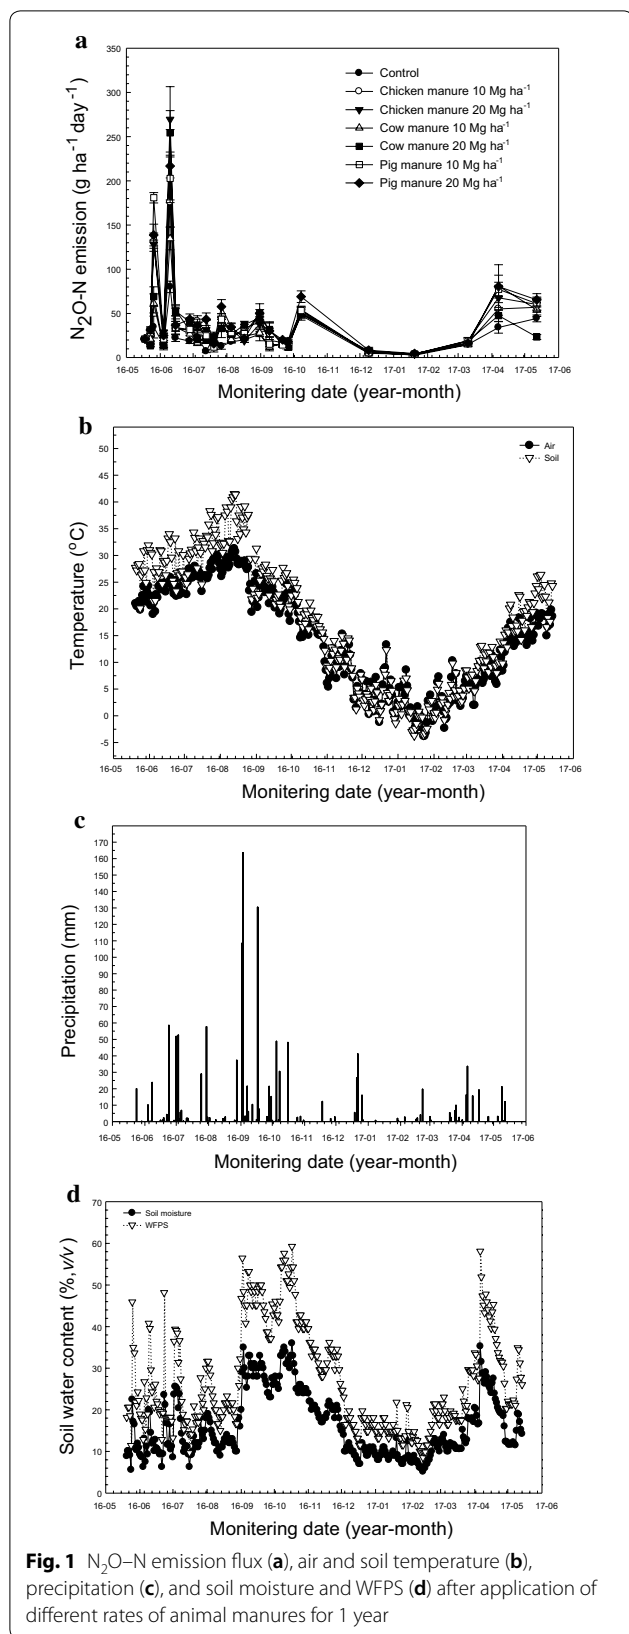 a
350
300
250
200
150
100
50
0
N2O-N emission (g ha-1 day-1)
Control
Chicken manure 10 Mg ha-1
Chicken manure 20 Mg ha-1
Cow manure 10 Mg ha-1
Cow manure 20 Mg ha-1
Pig manure 10 Mg ha-1
Pig manure 20 Mg ha-1
16-05 16-06 16-07 16-08 16-09 16-10 16-11 16-12 17-01 17-02 17-03 17-04 17-05 17-06
Monitering date (year-month)
b
50
45
40
35
30
25
20
15
10
5
0
-5
Temperature (oC)
Air
Soil
16-05 16-06 16-07 16-08 16-09 16-10 16-11 16-12 17-01 17-02 17-03 17-04 17-05 17-06
Monitering date (year-month)
c
170
160
150
140
130
120
110
100
90
80
70
60
50
40
30
20
10
0
Precipitation (mm)
16-05 16-06 16-07 16-08 16-09 16-10 16-11 16-12 17-01 17-02 17-03 17-04 17-05 17-06
Monitering date (year-month)
d
70
60
50
40
30
20
10
0
Soil water content (%, v/v)
Soil moisture
WFPS
16-05 16-06 16-07 16-08 16-09 16-10 16-11 16-12 17-01 17-02 17-03 17-04 17-05 17-06
Monitering date (year-month)
Fig. 1 N2O–N emission flux (a), air and soil temperature (b),
precipitation (c), and soil moisture and WFPS (d) after application of
different rates of animal manures for 1 year